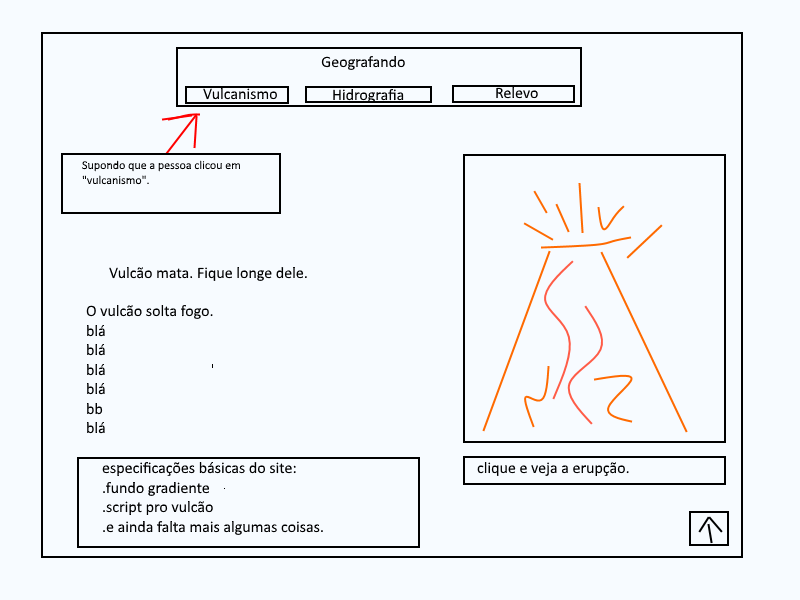 Geografando
Vulcanismo
Hidrografia
Relevo
Supondo que a pessoa clicou em
"vulcanismo".
Vulcão mata. Fique longe dele.
O vulcão solta fogo.
blá
blá
blá
blá
bb
blá
especificações básicas do site:
.fundo gradiente
.script pro vulcão
.e ainda falta mais algumas coisas.
clique e veja a erupção.